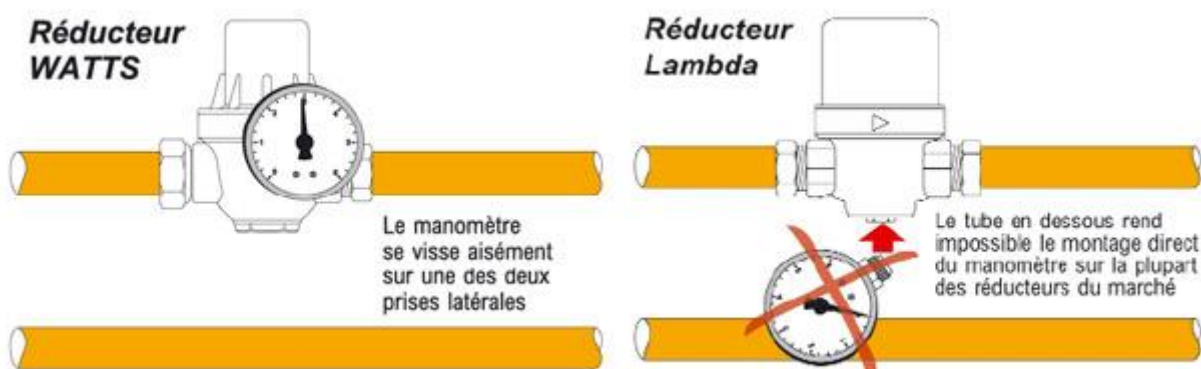 Réducteur
WATTS
Le manomètre
se visse aisément
sur une des deux
prises latérales
Réducteur
Lambda
Le tube en dessous rend
impossible le montage direct
du manomètre sur la plupart
des réducteurs du marché